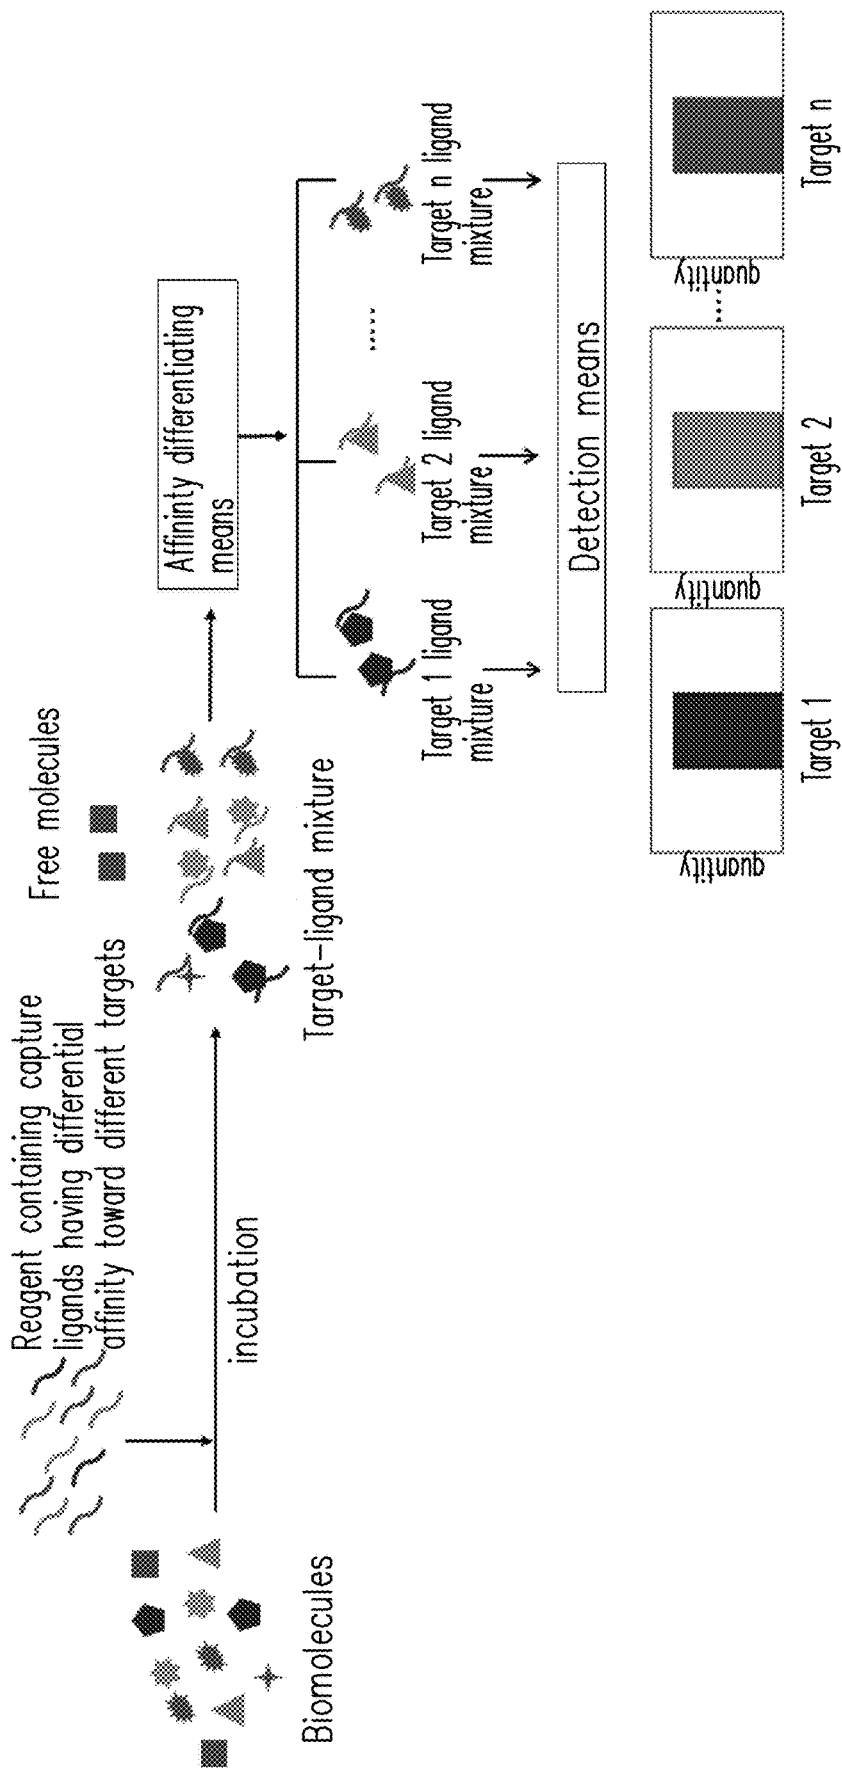 Reagent containing capture
ligands having differential
affinity toward different targets
Free molecules
Biomolecules
incubation
Target-ligand mixture
Affininty differentiating
means
Target 1 ligand
mixture
Target 2 ligand
mixture
.....
Target n ligand
mixture
Detection means
quantity
Target 1
quantity
Target 2
.....
quantity
Target n